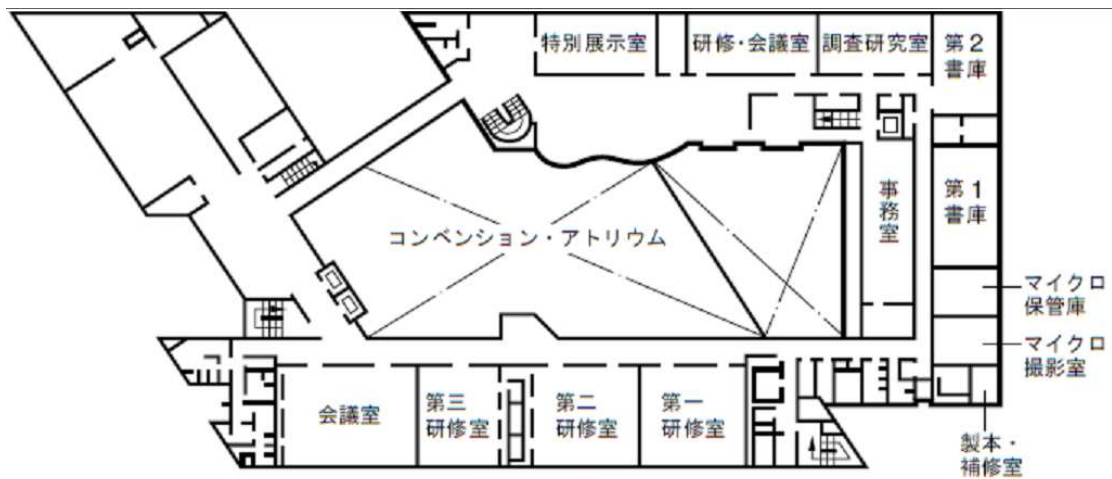 特別展示室
研修・会議室
調査研究室
第2
書庫
コンベンション・アトリウム
事務室
第1
書庫
マイクロ
保管庫
マイクロ
撮影室
会議室
第三
研修室
第二
研修室
第一
研修室
製本・
補修室